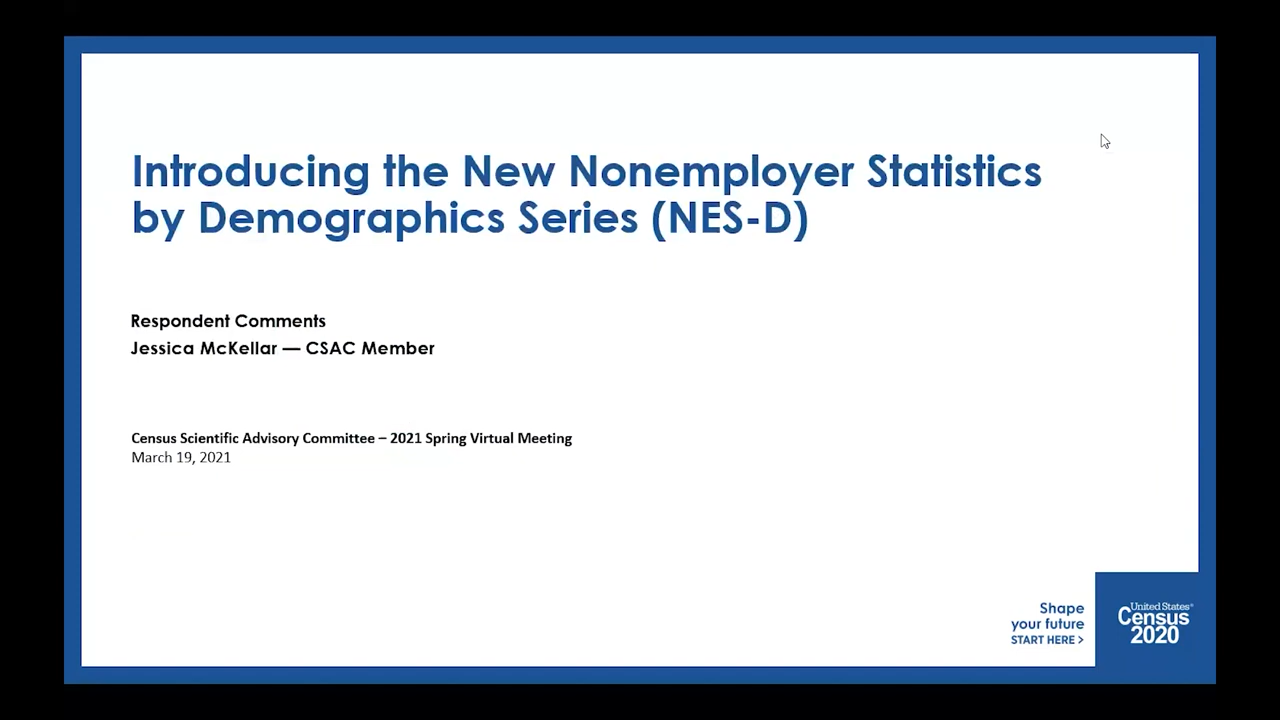 Introducing the New Nonemployer Statistics
by Demographics Series (NES-D)
Respondent Comments
Jessica McKellar — CSAC Member
Census Scientific Advisory Committee – 2021 Spring Virtual Meeting
March 19, 2021
Shape
your future
START HERE >
United States®
Census
2020